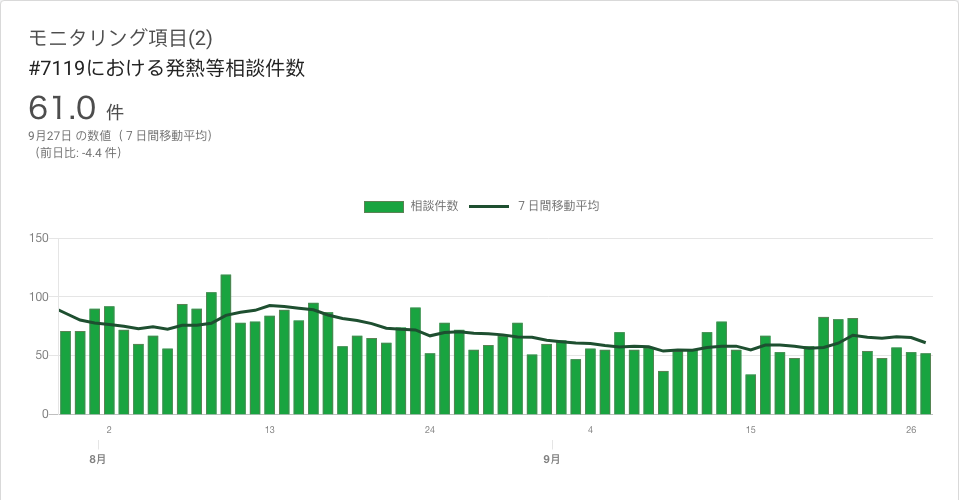 モニタリング項目(2)
#7119における発熱等相談件数
61.0 件
9月27日 の数値（７日間移動平均）
（前日比: -4.4 件）
相談件数 ７日間移動平均
150
100
50
0
2 13 24 4 15 26
8月 9月